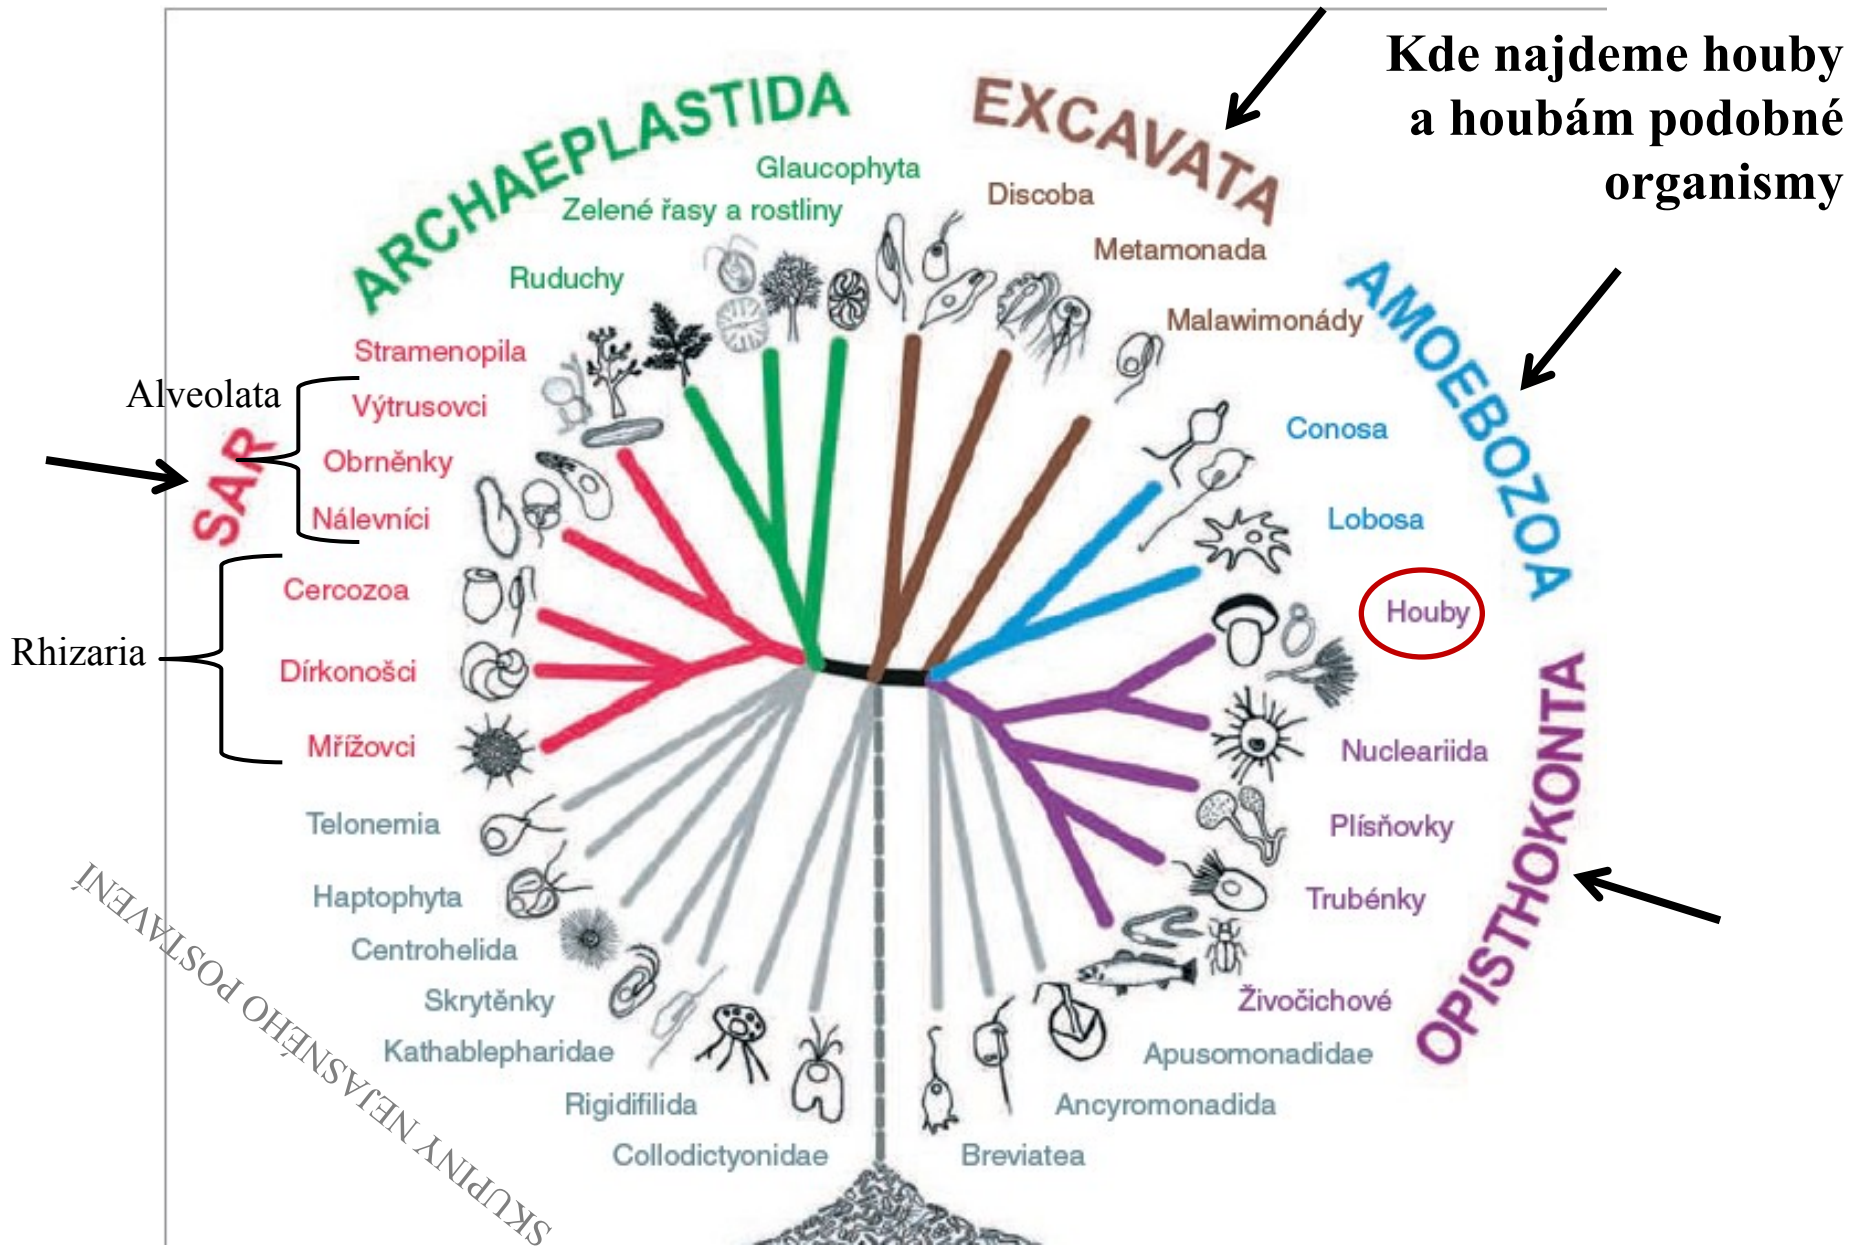 Kde najdeme houby
a houbám podobné
organismy
ARCHAEPLASTIDA
EXCAVATA
AMOEBOZOA
OPISTHOKONTA
SAR
Glaucophyta
Zelené řasy a rostliny
Ruduchy
Discoba
Metamonada
Malawimonády
Conosa
Lobosa
Houby
Nucleariida
Plísňovky
Trubénky
Živočichové
Apusomonadidae
Ancyromonadida
Breviatea
Stramenopila
Alveolata
Výtrusovci
Obrněnky
Nálevníci
Rhizaria
Cercozoa
Dírkonošci
Mřížovci
Telonemia
Haptophyta
Centrohelida
Skrytěnky
Kathablepharidae
Rigidifilida
Collodictyonidae
SKUPINY NEJASNÉHO POSTAVENÍ